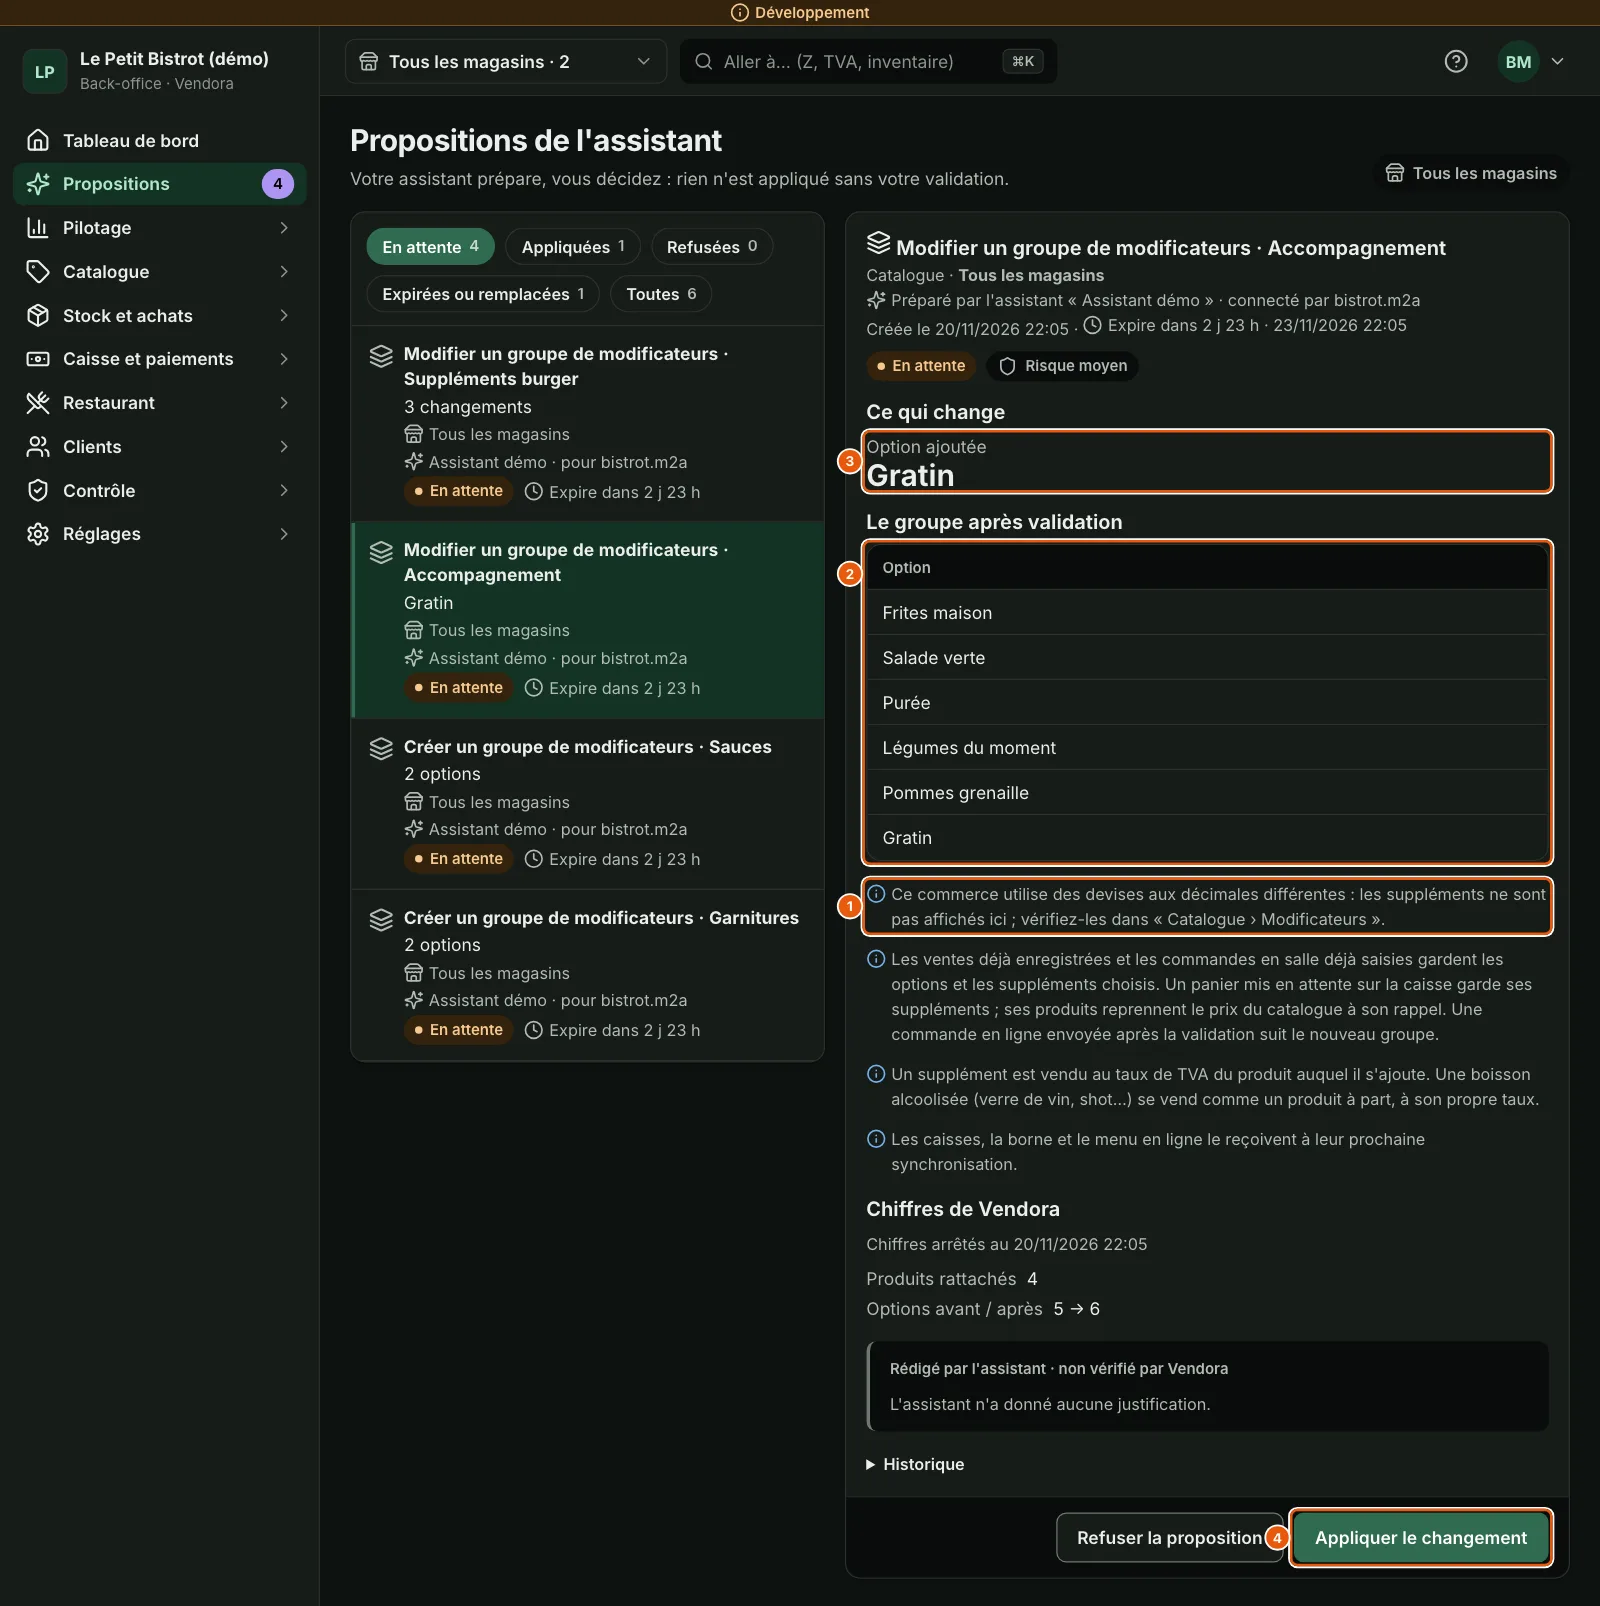 Développement
LP
Le Petit Bistrot (démo)
Back-office · Vendora
Tous les magasins · 2
Aller à... (Z, TVA, inventaire)
⌘K
BM
Tableau de bord
Propositions
4
Pilotage
Catalogue
Stock et achats
Caisse et paiements
Restaurant
Clients
Contrôle
Réglages
Propositions de l'assistant
Votre assistant prépare, vous décidez : rien n'est appliqué sans votre validation.
Tous les magasins
En attente 4
Appliquées 1
Refusées 0
Expirées ou remplacées 1
Toutes 6
Modifier un groupe de modificateurs ·
Suppléments burger
3 changements
Tous les magasins
Assistant démo · pour bistrot.m2a
En attente
Expire dans 2 j 23 h
Modifier un groupe de modificateurs ·
Accompagnement
Gratin
Tous les magasins
Assistant démo · pour bistrot.m2a
En attente
Expire dans 2 j 23 h
Créer un groupe de modificateurs · Sauces
2 options
Tous les magasins
Assistant démo · pour bistrot.m2a
En attente
Expire dans 2 j 23 h
Créer un groupe de modificateurs · Garnitures
2 options
Tous les magasins
Assistant démo · pour bistrot.m2a
En attente
Expire dans 2 j 23 h
Modifier un groupe de modificateurs · Accompagnement
Catalogue · Tous les magasins
Préparé par l'assistant « Assistant démo » · connecté par bistrot.m2a
Créée le 20/11/2026 22:05 · Expire dans 2 j 23 h · 23/11/2026 22:05
En attente
Risque moyen
Ce qui change
3
Option ajoutée
Gratin
Le groupe après validation
2
Option
Frites maison
Salade verte
Purée
Légumes du moment
Pommes grenaille
Gratin
1
Ce commerce utilise des devises aux décimales différentes : les suppléments ne sont
pas affichés ici ; vérifiez-les dans « Catalogue › Modificateurs ».
Les ventes déjà enregistrées et les commandes en salle déjà saisies gardent les
options et les suppléments choisis. Un panier mis en attente sur la caisse garde ses
suppléments ; ses produits reprennent le prix du catalogue à son rappel. Une
commande en ligne envoyée après la validation suit le nouveau groupe.
Un supplément est vendu au taux de TVA du produit auquel il s'ajoute. Une boisson
alcoolisée (verre de vin, shot...) se vend comme un produit à part, à son propre taux.
Les caisses, la borne et le menu en ligne le reçoivent à leur prochaine
synchronisation.
Chiffres de Vendora
Chiffres arrêtés au 20/11/2026 22:05
Produits rattachés 4
Options avant / après 5 → 6
Rédigé par l'assistant · non vérifié par Vendora
L'assistant n'a donné aucune justification.
Historique
Refuser la proposition
4
Appliquer le changement